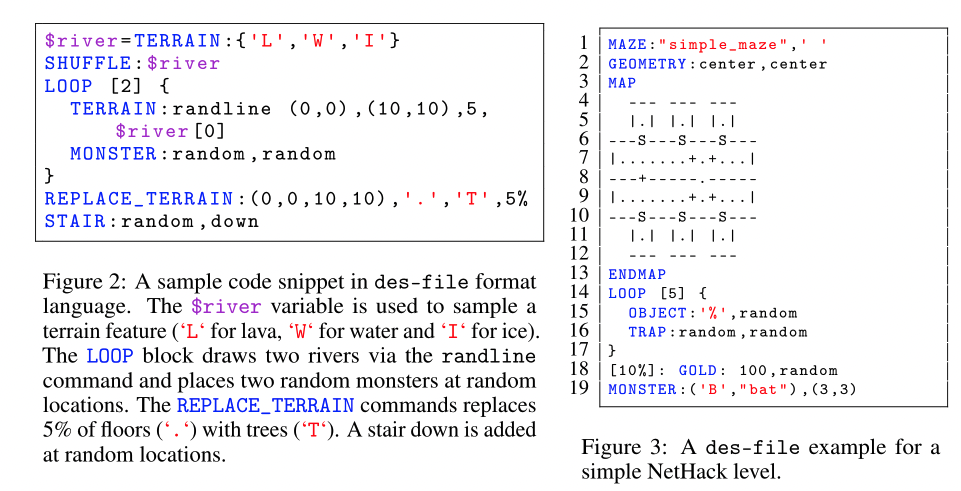 $river=TERRAIN:{'L','W','I'}
SHUFFLE:$river
LOOP [2] {
  TERRAIN:randline (0,0),(10,10),5,
      $river[0]
  MONSTER:random,random
}
REPLACE_TERRAIN:(0,0,10,10),'.','T',5%
STAIR:random,down
Figure 2: A sample code snippet in des-file format
language. The $river variable is used to sample a
terrain feature (‘L‘ for lava, ‘W‘ for water and ‘I‘ for ice).
The LOOP block draws two rivers via the randline
command and places two random monsters at random
locations. The REPLACE_TERRAIN commands replaces
5% of floors (‘.‘) with trees (‘T‘). A stair down is added
at random locations.
1 MAZE:"simple_maze",' '
2 GEOMETRY:center,center
3 MAP
4   --- --- ---
5   |.| |.| |.|
6 ---S---S---S---
7 |.......+.+...|
8 ---+-----.-----
9 |.......+.+...|
10 ---S---S---S---
11   |.| |.| |.|
12   --- --- ---
13 ENDMAP
14 LOOP [5] {
15   OBJECT:'%',random
16   TRAP:random,random
17 }
18 [10%]: GOLD: 100,random
19 MONSTER:('B',"bat"),(3,3)
Figure 3: A des-file example for a
simple NetHack level.